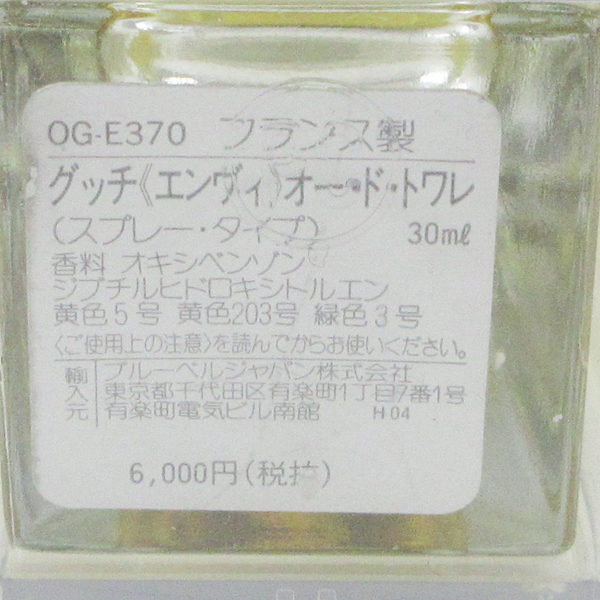 OG-E370 フランス製
グッチ《エンヴィ》オー・ド・トワレ
(スプレー・タイプ) 30mℓ
香料 オキシベンゾン
ジブチルヒドロキシトルエン
黄色5号 黄色203号 緑色3号
〈ご使用上の注意〉を読んでからお使いください。
輸入元 ブルーベルジャパン株式会社
東京都千代田区有楽町1丁目7番1号
有楽町電気ビル南館 H04
6,000円(税抜)